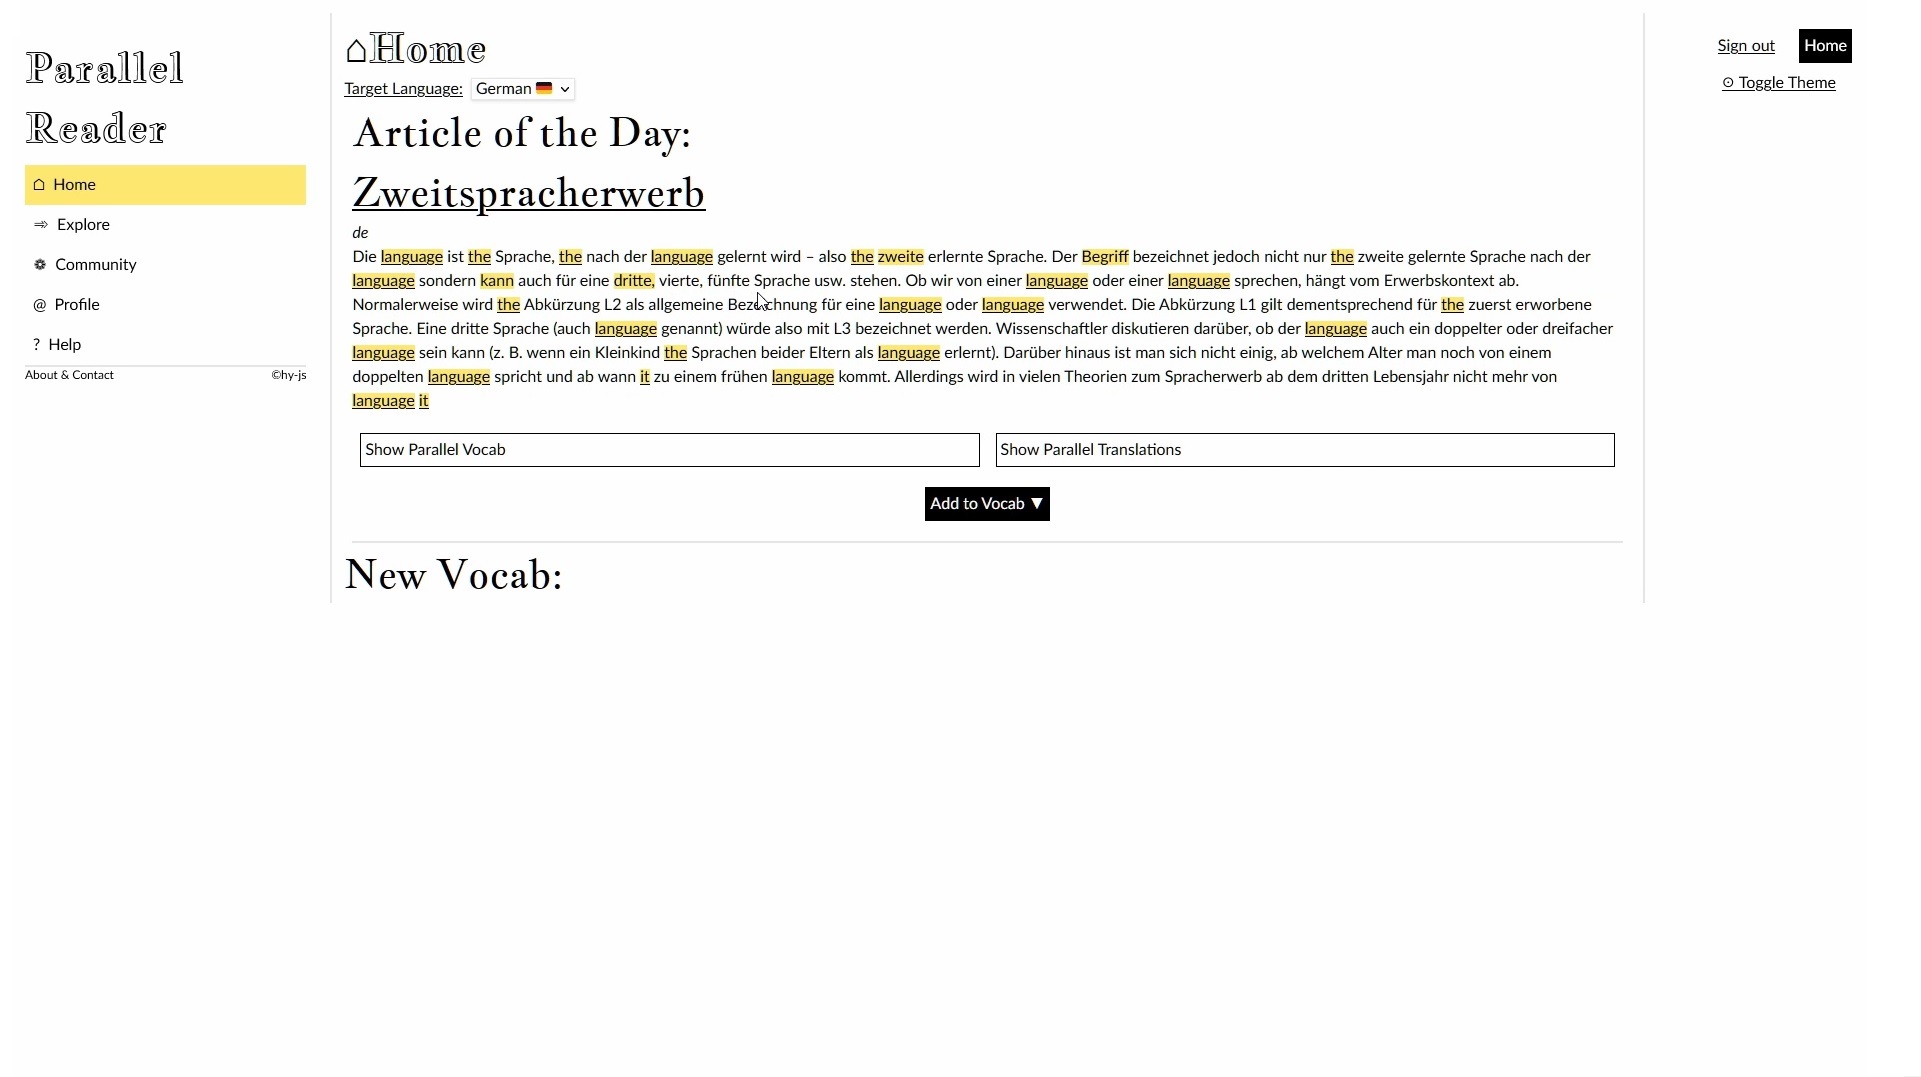 Parallel
Reader
⌂ Home
⇒ Explore
❁ Community
@ Profile
? Help
About & Contact ©hy-js
⌂Home
Target Language: German 🇩🇪
Article of the Day:
Zweitspracherwerb
de
Die language ist the Sprache, the nach der language gelernt wird – also the zweite erlernte Sprache. Der Begriff bezeichnet jedoch nicht nur the zweite gelernte Sprache nach der
language sondern kann auch für eine dritte, vierte, fünfte Sprache usw. stehen. Ob wir von einer language oder einer language sprechen, hängt vom Erwerbskontext ab.
Normalerweise wird the Abkürzung L2 als allgemeine Bezeichnung für eine language oder language verwendet. Die Abkürzung L1 gilt dementsprechend für the zuerst erworbene
Sprache. Eine dritte Sprache (auch language genannt) würde also mit L3 bezeichnet werden. Wissenschaftler diskutieren darüber, ob der language auch ein doppelter oder dreifacher
language sein kann (z. B. wenn ein Kleinkind the Sprachen beider Eltern als language erlernt). Darüber hinaus ist man sich nicht einig, ab welchem Alter man noch von einem
doppelten language spricht und ab wann it zu einem frühen language kommt. Allerdings wird in vielen Theorien zum Spracherwerb ab dem dritten Lebensjahr nicht mehr von
language it
Show Parallel Vocab
Show Parallel Translations
Add to Vocab ▼
New Vocab:
Sign out
Home
⊙ Toggle Theme